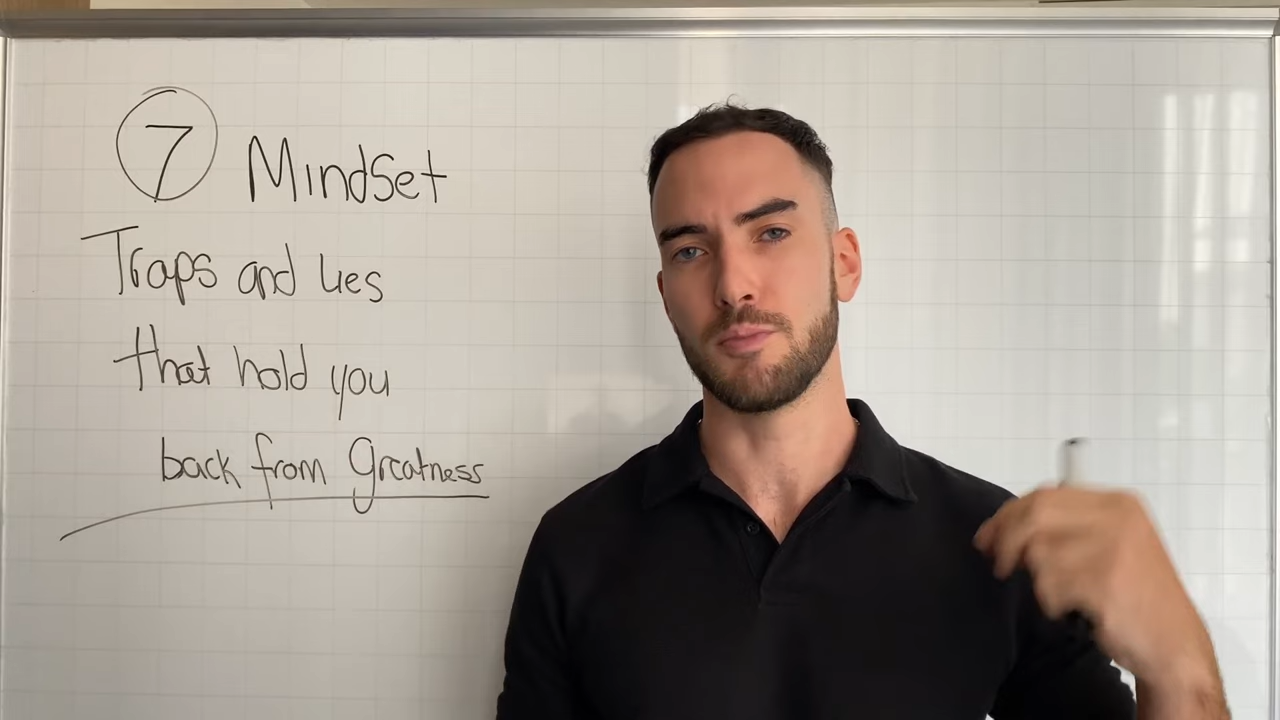 7 Mindset
Traps and lies
that hold you
back from Greatness